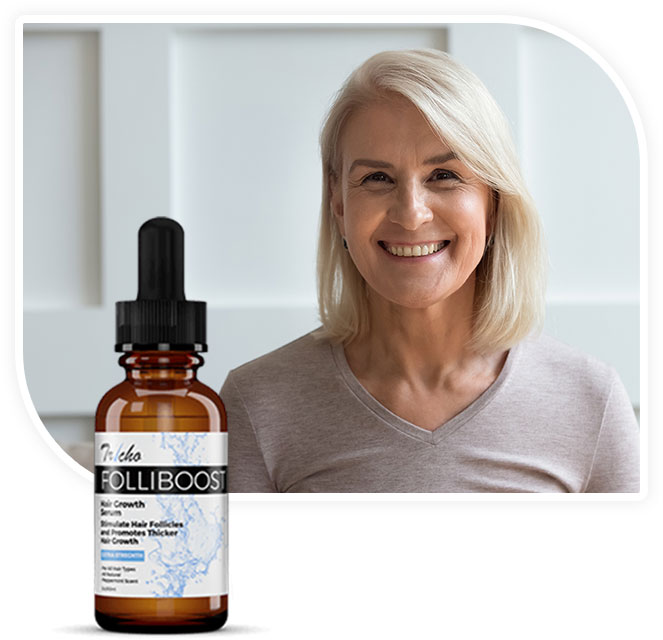 Tricho
FOLLIBOOST
Hair Growth
Serum
Stimulate Hair Follicles
and Promotes Thicker
Hair Growth
EXTRA STRENGTH
For All Hair Types
All Natural
Peppermint Scent